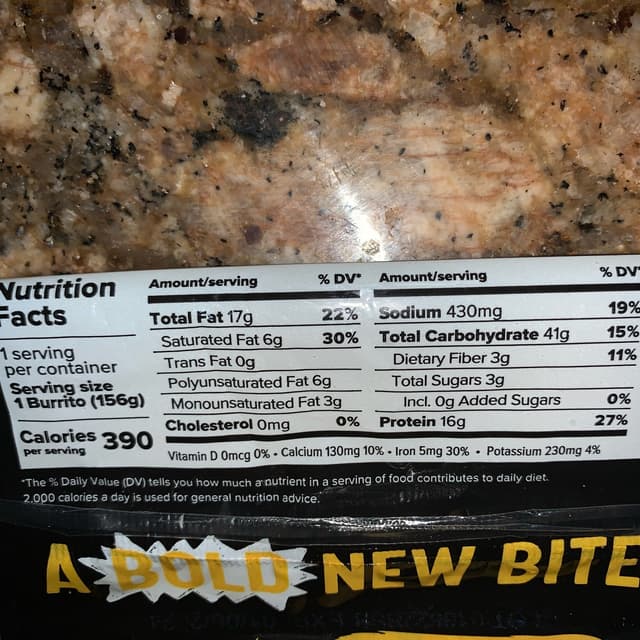 Nutrition
Facts
1 serving
per container
Serving size
1 Burrito (156g)
Calories 390
per serving
Amount/serving % DV*
Total Fat 17g 22%
Saturated Fat 6g 30%
Trans Fat 0g
Polyunsaturated Fat 6g
Monounsaturated Fat 3g
Cholesterol 0mg 0%
Amount/serving % DV*
Sodium 430mg 19%
Total Carbohydrate 41g 15%
Dietary Fiber 3g 11%
Total Sugars 3g
Incl. 0g Added Sugars 0%
Protein 16g 27%
Vitamin D 0mcg 0% • Calcium 130mg 10% • Iron 5mg 30% • Potassium 230mg 4%
*The % Daily Value (DV) tells you how much a nutrient in a serving of food contributes to daily diet.
2,000 calories a day is used for general nutrition advice.
A BOLD NEW BITE